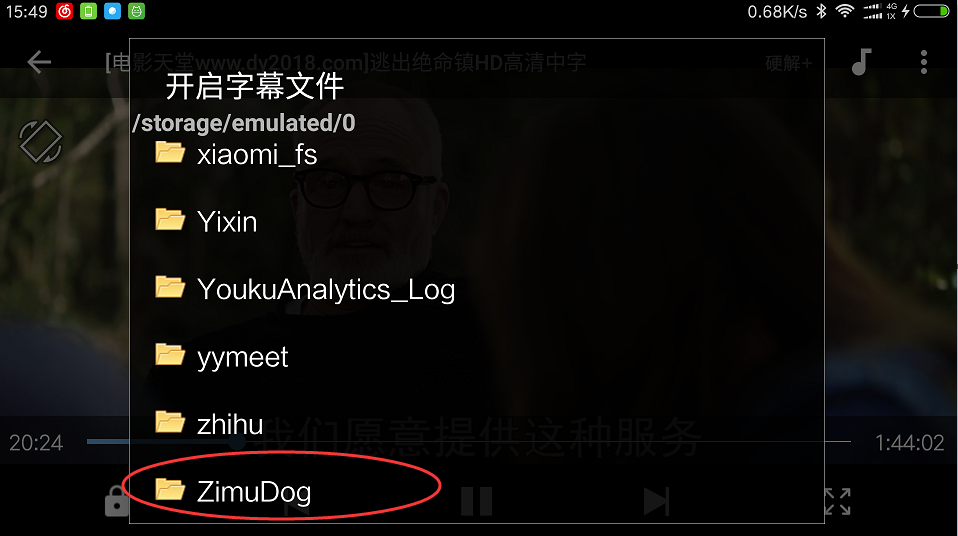 15:49
0.68K/s
4G
1X
[电影天堂www.dy2018.com]逃出绝命镇HD高清中字
硬解+
开启字幕文件
/storage/emulated/0
xiaomi_fs
Yixin
YoukuAnalytics_Log
yymeet
zhihu
我们愿意提供这种服务
20:24
1:44:02
ZimuDog